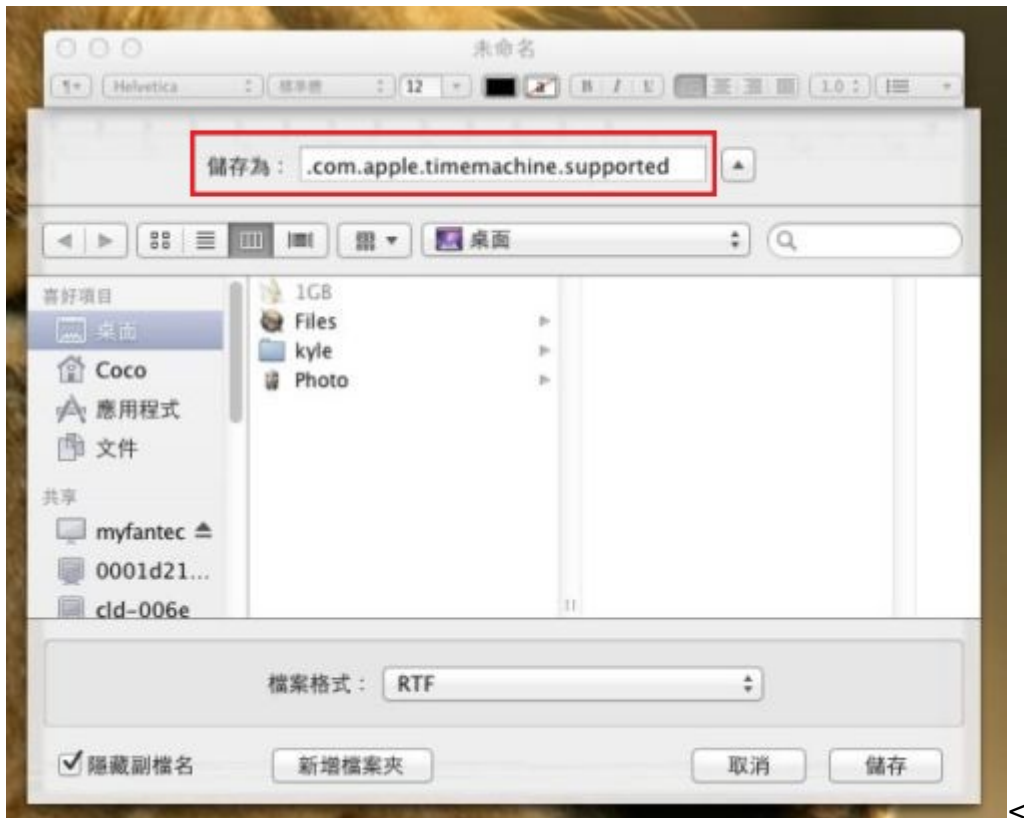 未命名
Helvetica 標準體 12 a B I U 1.0
儲存為： .com.apple.timemachine.supported
桌面
喜好項目
桌面
Coco
應用程式
文件
共享
myfantec
0001d21...
cld-006e
1GB
Files
kyle
Photo
檔案格式： RTF
隱藏副檔名 新增檔案夾 取消 儲存
<